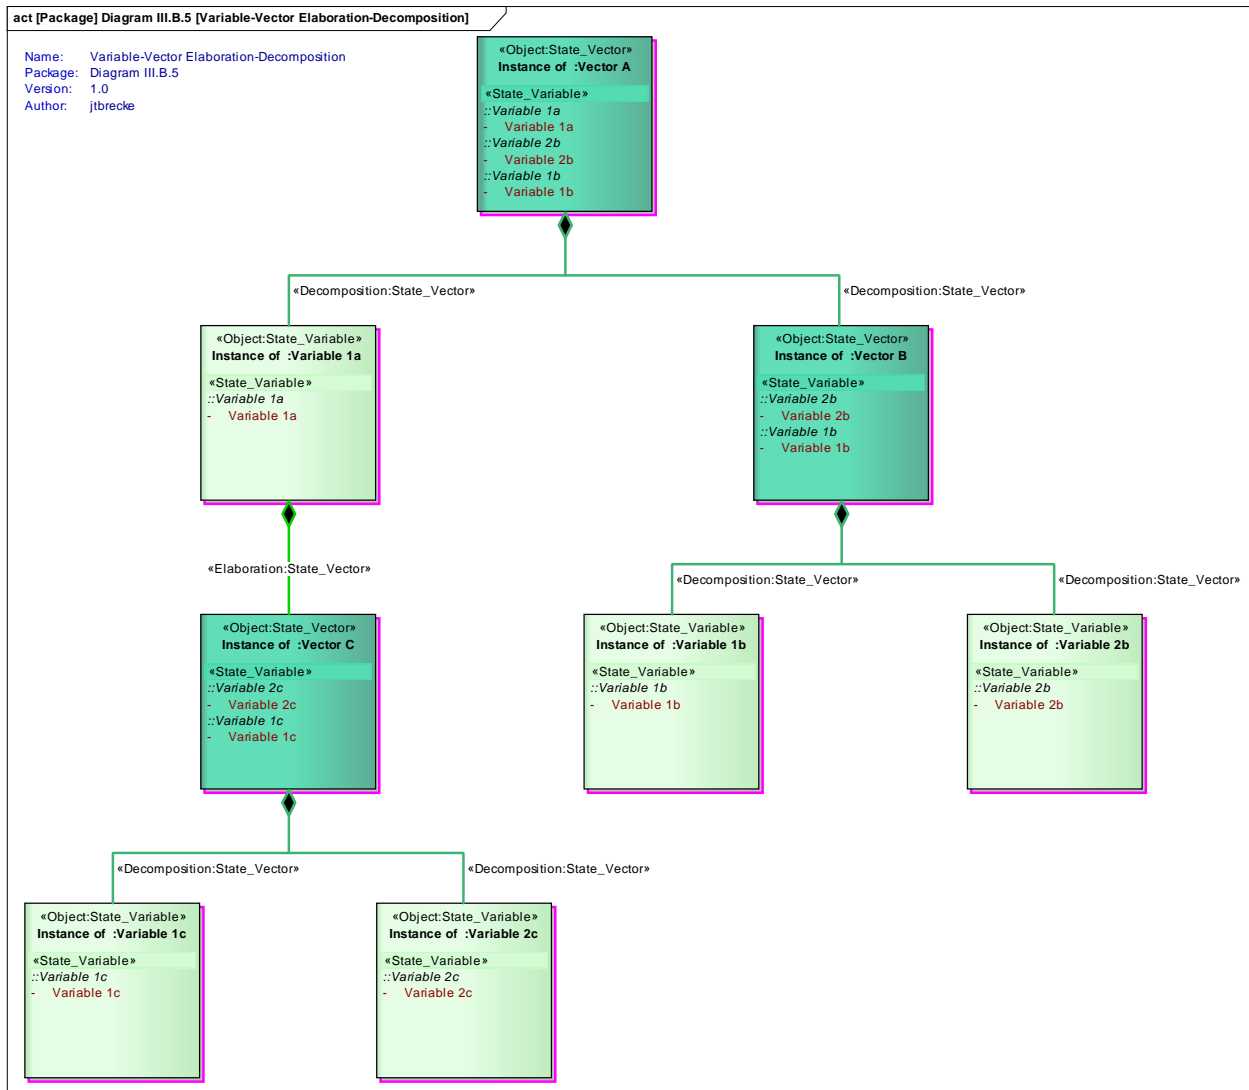 act [Package] Diagram III.B.5 [Variable-Vector Elaboration-Decomposition]
Name: Variable-Vector Elaboration-Decomposition
Package: Diagram III.B.5
Version: 1.0
Author: jtbrecke
«Object:State_Vector»
Instance of :Vector A
«State_Variable»
::Variable 1a
- Variable 1a
::Variable 2b
- Variable 2b
::Variable 1b
- Variable 1b
«Decomposition:State_Vector»
«Decomposition:State_Vector»
«Object:State_Variable»
Instance of :Variable 1a
«State_Variable»
::Variable 1a
- Variable 1a
«Object:State_Vector»
Instance of :Vector B
«State_Variable»
::Variable 2b
- Variable 2b
::Variable 1b
- Variable 1b
«Elaboration:State_Vector»
«Decomposition:State_Vector»
«Decomposition:State_Vector»
«Object:State_Vector»
Instance of :Vector C
«State_Variable»
::Variable 2c
- Variable 2c
::Variable 1c
- Variable 1c
«Object:State_Variable»
Instance of :Variable 1b
«State_Variable»
::Variable 1b
- Variable 1b
«Object:State_Variable»
Instance of :Variable 2b
«State_Variable»
::Variable 2b
- Variable 2b
«Decomposition:State_Vector»
«Decomposition:State_Vector»
«Object:State_Variable»
Instance of :Variable 1c
«State_Variable»
::Variable 1c
- Variable 1c
«Object:State_Variable»
Instance of :Variable 2c
«State_Variable»
::Variable 2c
- Variable 2c